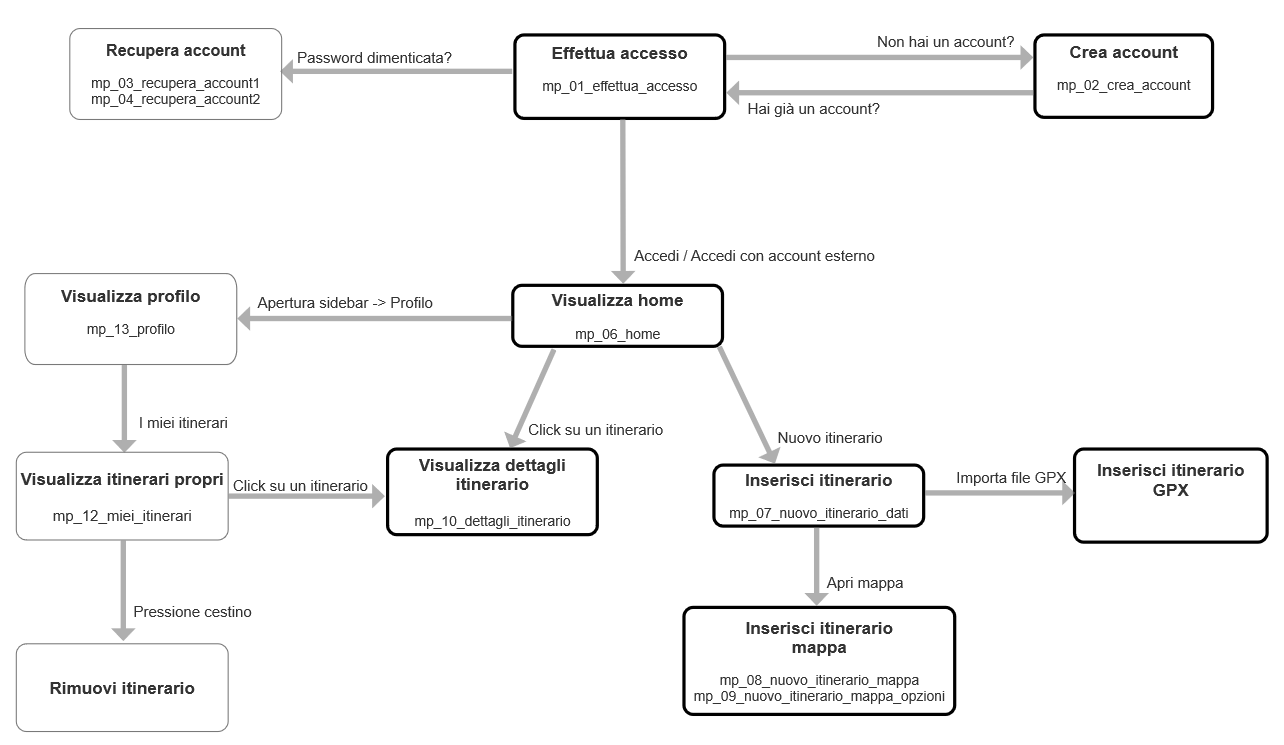 Recupera account
mp_03_recupera_account1
mp_04_recupera_account2
Password dimenticata?
Effettua accesso
mp_01_effettua_accesso
Non hai un account?
Hai già un account?
Crea account
mp_02_crea_account
Accedi / Accedi con account esterno
Visualizza profilo
mp_13_profilo
Apertura sidebar -> Profilo
Visualizza home
mp_06_home
I miei itinerari
Click su un itinerario
Nuovo itinerario
Visualizza itinerari propri
mp_12_miei_itinerari
Click su un itinerario
Visualizza dettagli
itinerario
mp_10_dettagli_itinerario
Inserisci itinerario
mp_07_nuovo_itinerario_dati
Importa file GPX
Inserisci itinerario
GPX
Pressione cestino
Apri mappa
Rimuovi itinerario
Inserisci itinerario
mappa
mp_08_nuovo_itinerario_mappa
mp_09_nuovo_itinerario_mappa_opzioni